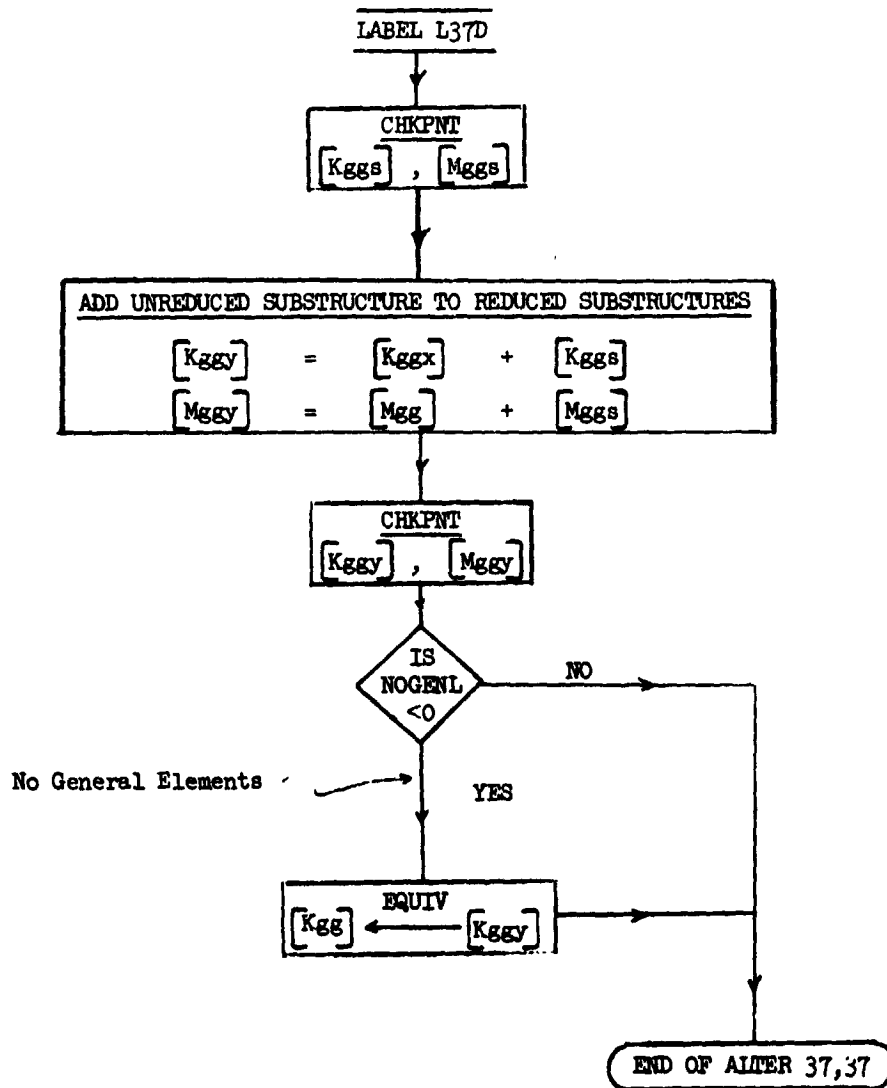 LABEL L37D
CHKPNT
[Kggs] , [Mggs]
ADD UNREDUCED SUBSTRUCTURE TO REDUCED SUBSTRUCTURES
[Kggy] = [Kggx] + [Kggs]
[Mggy] = [Mgg] + [Mggs]
CHKPNT
[Kggy] , [Mggy]
IS
NOGENL
<0
NO
No General Elements
YES
EQUIV
[Kgg] ← [Kggy]
END OF ALTER 37,37